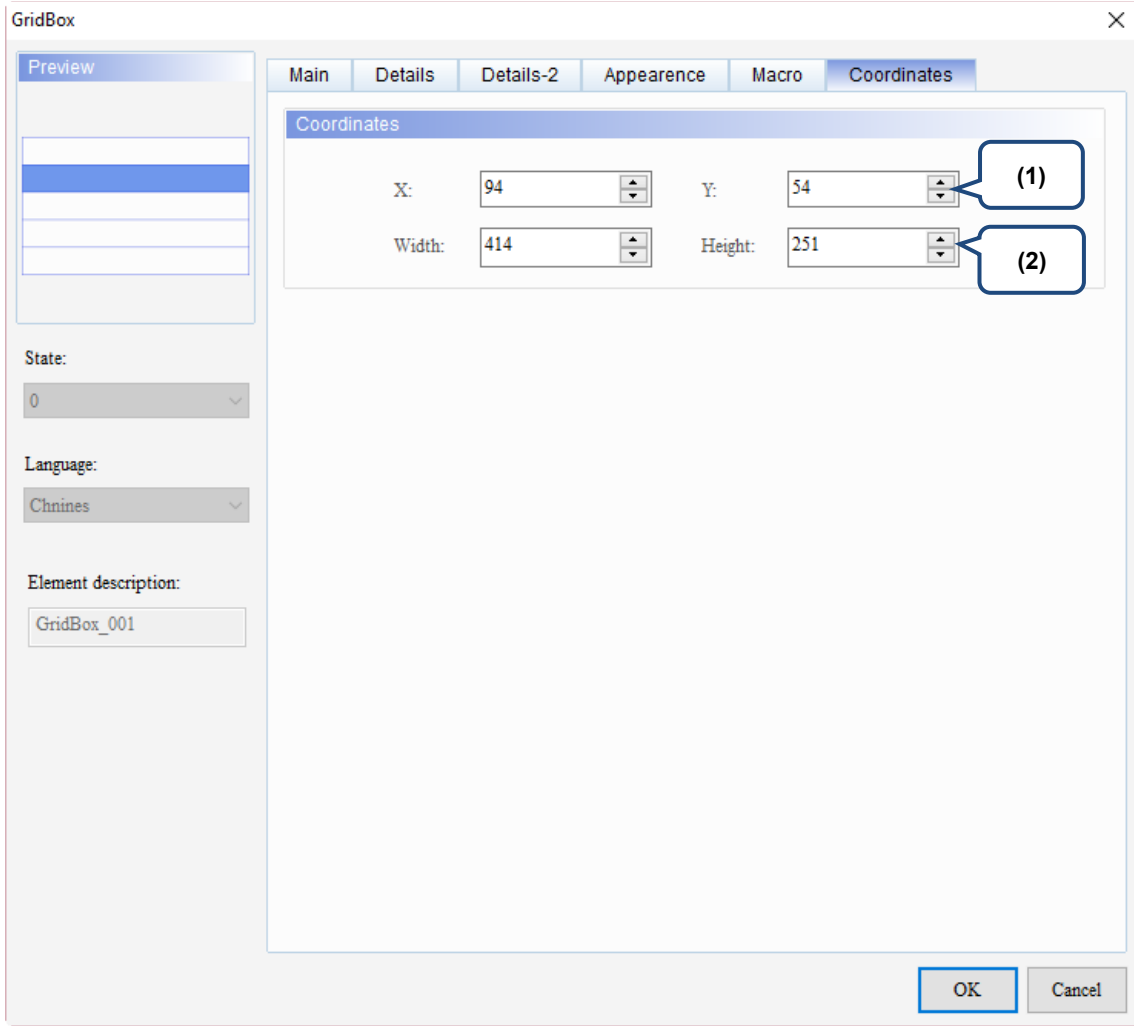 GridBox
Preview
Main Details Details-2 Appearence Macro Coordinates
Coordinates
X: 94 Y: 54 (1)
Width: 414 Height: 251 (2)
State:
0
Language:
Chnines
Element description:
GridBox_001
OK Cancel